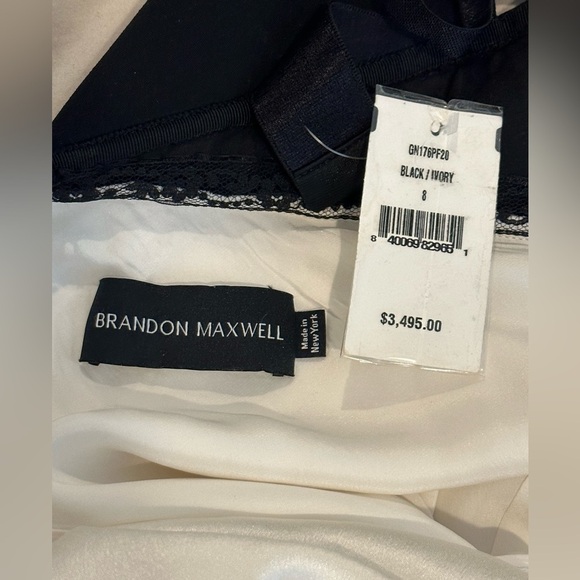 GN176PF20
BLACK / IVORY
8
8 40069 82965 1
$3,495.00
BRANDON MAXWELL
Made in
New York